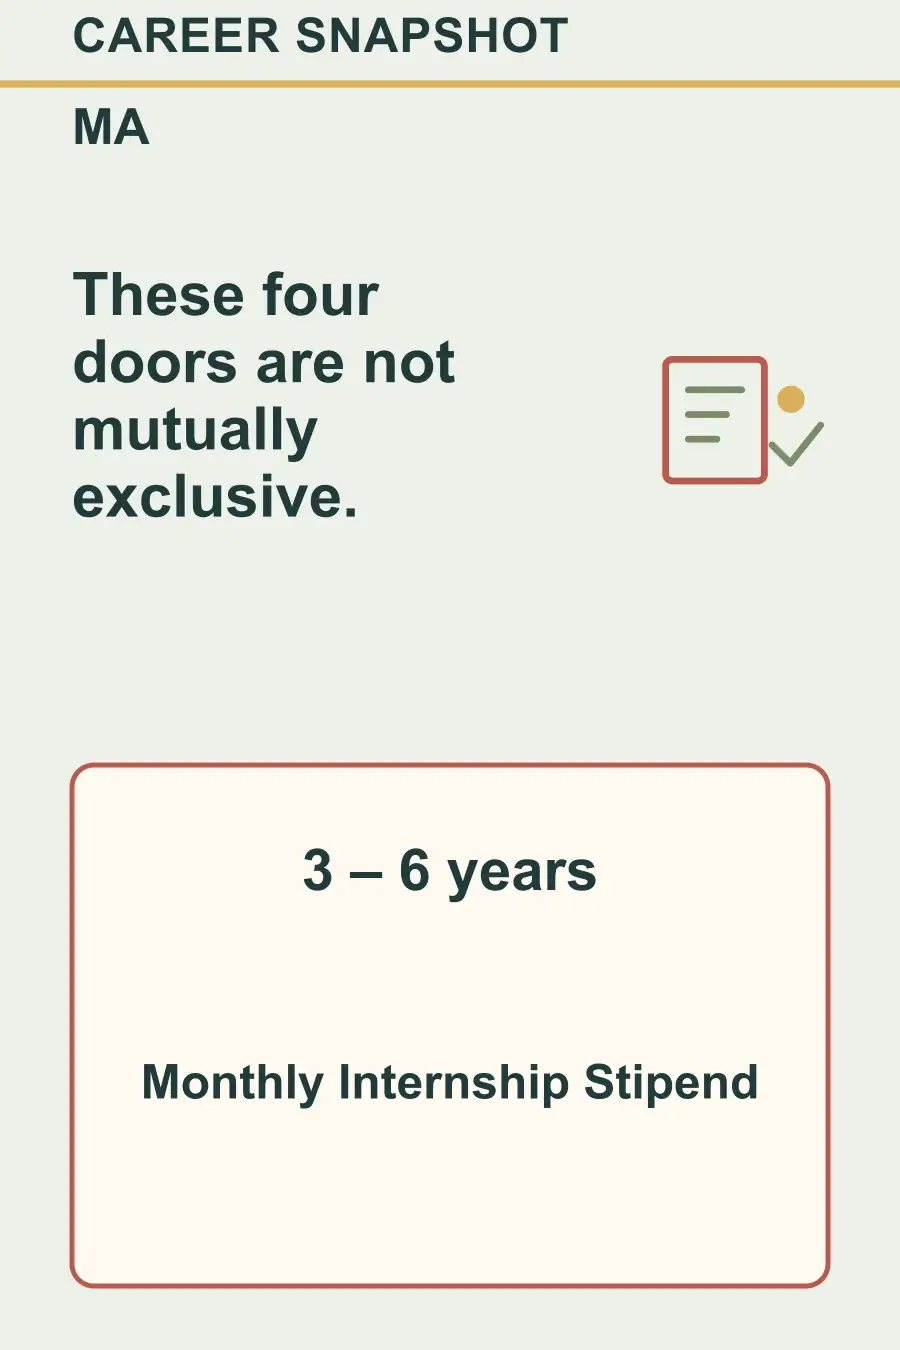 CAREER SNAPSHOT
MA
These four
doors are not
mutually
exclusive.
3 – 6 years
Monthly Internship Stipend